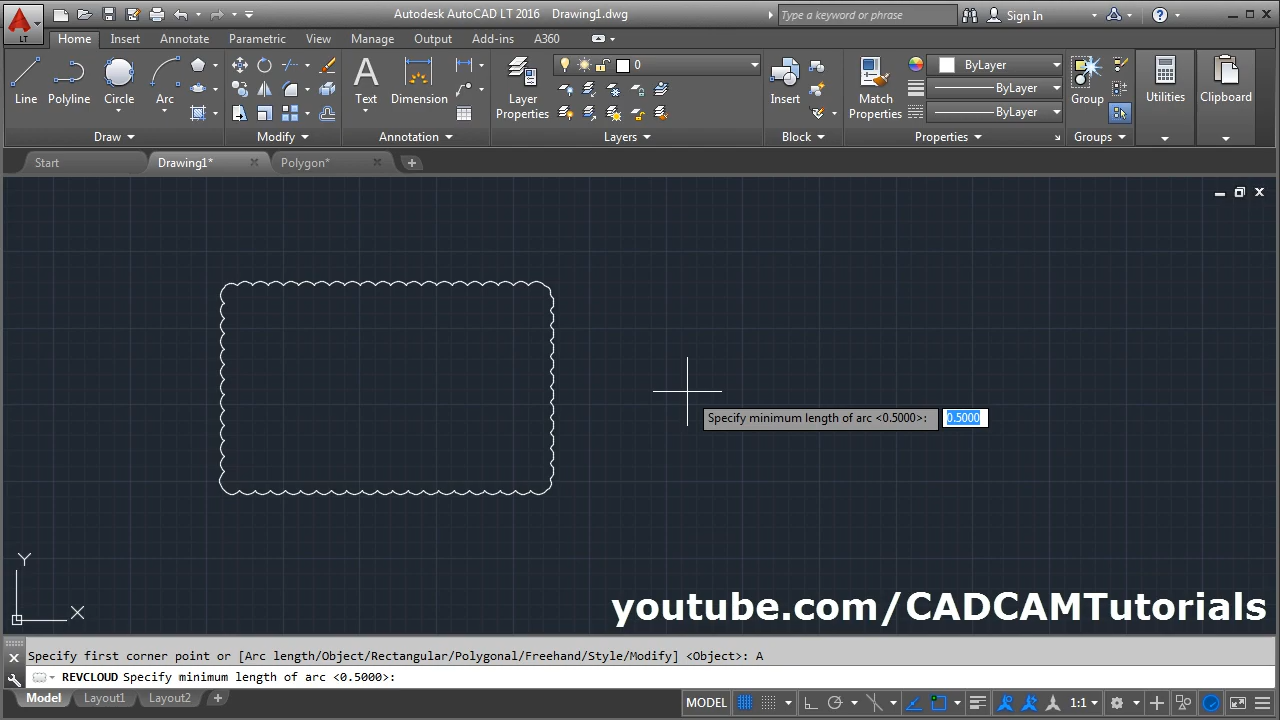 Autodesk AutoCAD LT 2016 Drawing1.dwg
Type a keyword or phrase
Sign In
LT
Home Insert Annotate Parametric View Manage Output Add-ins A360
Line Polyline Circle Arc
Text Dimension
Layer Properties
0
Insert
Match Properties
ByLayer
ByLayer
ByLayer
Group
Utilities
Clipboard
Draw Modify Annotation Layers Block Properties Groups
Start Drawing1* Polygon*
Specify minimum length of arc <0.5000>: 0.5000
Y
X
youtube.com/CADCAMTutorials
Specify first corner point or [Arc length/Object/Rectangular/Polygonal/Freehand/Style/Modify] <Object>: A
REVCLOUD Specify minimum length of arc <0.5000>:
Model Layout1 Layout2
MODEL 1:1